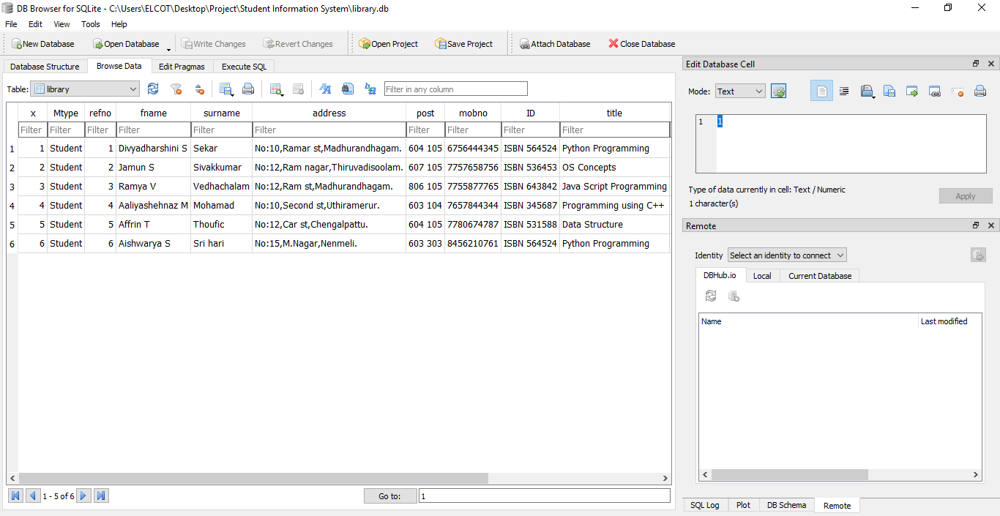 DB Browser for SQLite - C:\Users\ELCOT\Desktop\Project\Student Information System\library.db
File Edit View Tools Help
New Database Open Database Write Changes Revert Changes Open Project Save Project Attach Database Close Database
Database Structure Browse Data Edit Pragmas Execute SQL
Table: library Filter in any column
x Mtype refno fname surname address post mobno ID title
Filter Filter Filter Filter Filter Filter Filter Filter Filter Filter
1 1 Student 1 Divyadharshini S Sekar No:10,Ramar st,Madhurandhagam. 604 105 6756444345 ISBN 564524 Python Programming
2 2 Student 2 Jamun S Sivakkumar No:12,Ram nagar,Thiruvadisoolam. 607 105 7757658756 ISBN 536453 OS Concepts
3 3 Student 3 Ramya V Vedhachalam No:12,Ram st,Madhurandhagam. 806 105 7755877765 ISBN 643842 Java Script Programming
4 4 Student 4 Aaliyashehnaz M Mohamad No:10,Second st,Uthiramerur. 603 104 7657844344 ISBN 345687 Programming using C++
5 5 Student 5 Affrin T Thoufic No:12,Car st,Chengalpattu. 604 105 7780674787 ISBN 531588 Data Structure
6 6 Student 6 Aishwarya S Sri hari No:15,M.Nagar,Nenmeli. 603 303 8456210761 ISBN 564524 Python Programming
1 - 5 of 6 Go to: 1
Edit Database Cell
Mode: Text
1 1
Type of data currently in cell: Text / Numeric
1 character(s)
Apply
Remote
Identity Select an identity to connect
DBHub.io Local Current Database
Name Last modified
SQL Log Plot DB Schema Remote